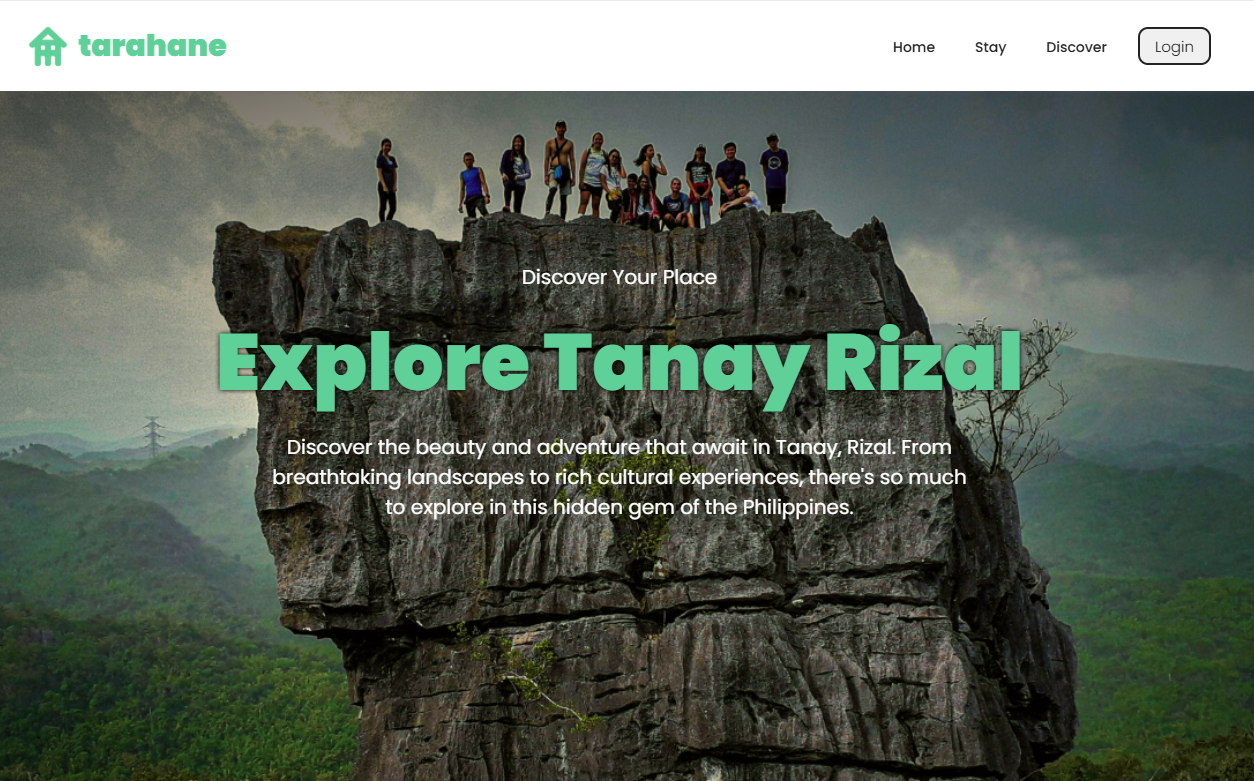 tarahane
Home
Stay
Discover
Login
Discover Your Place
Explore Tanay Rizal
Discover the beauty and adventure that await in Tanay, Rizal. From
breathtaking landscapes to rich cultural experiences, there's so much
to explore in this hidden gem of the Philippines.